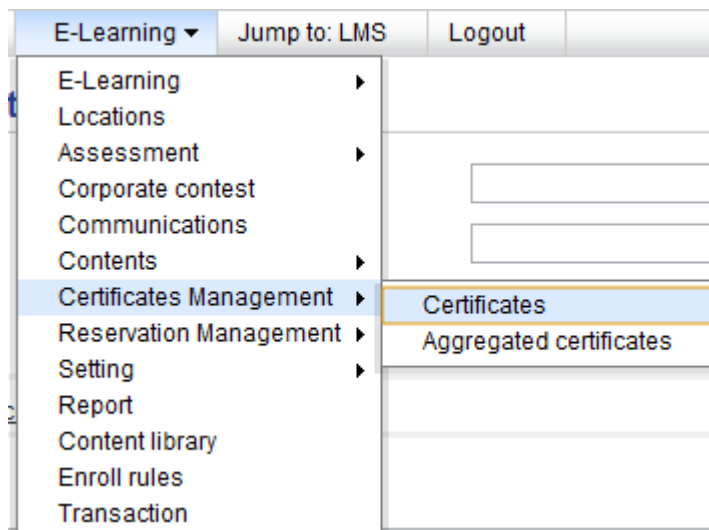 E-Learning Jump to: LMS Logout
E-Learning
Locations
Assessment
Corporate contest
Communications
Contents
Certificates Management
Certificates
Reservation Management
Aggregated certificates
Setting
Report
Content library
Enroll rules
Transaction